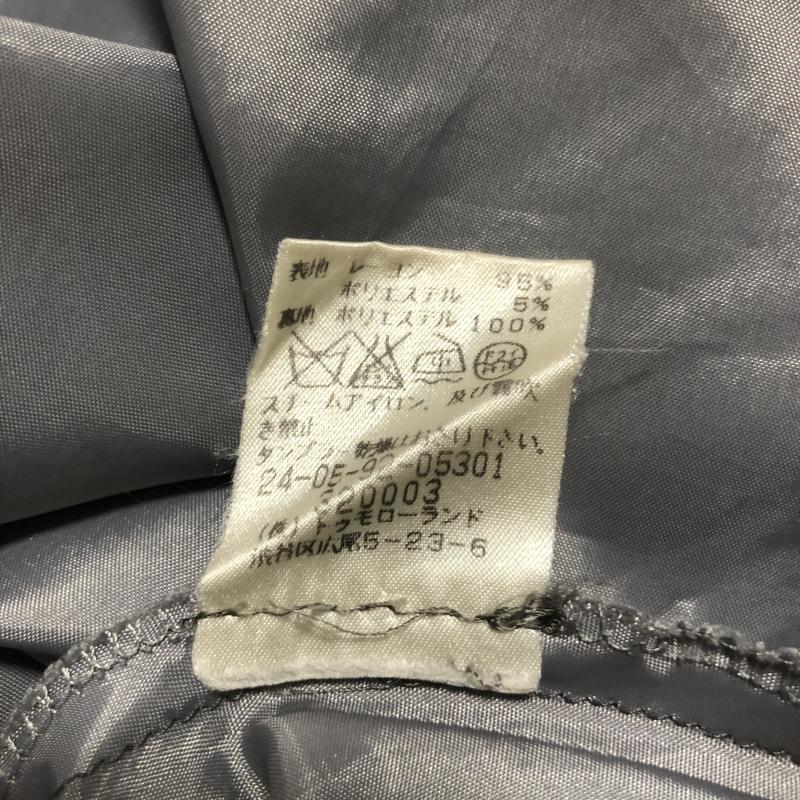 表地 レーヨン 95%
ポリエステル 5%
裏地 ポリエステル 100%
スチームアイロン、及び霧吹
き禁止
タンブラー乾燥はお避け下さい。
24-05-92-05301
320003
(株)トゥモローランド
渋谷区広尾5-23-6